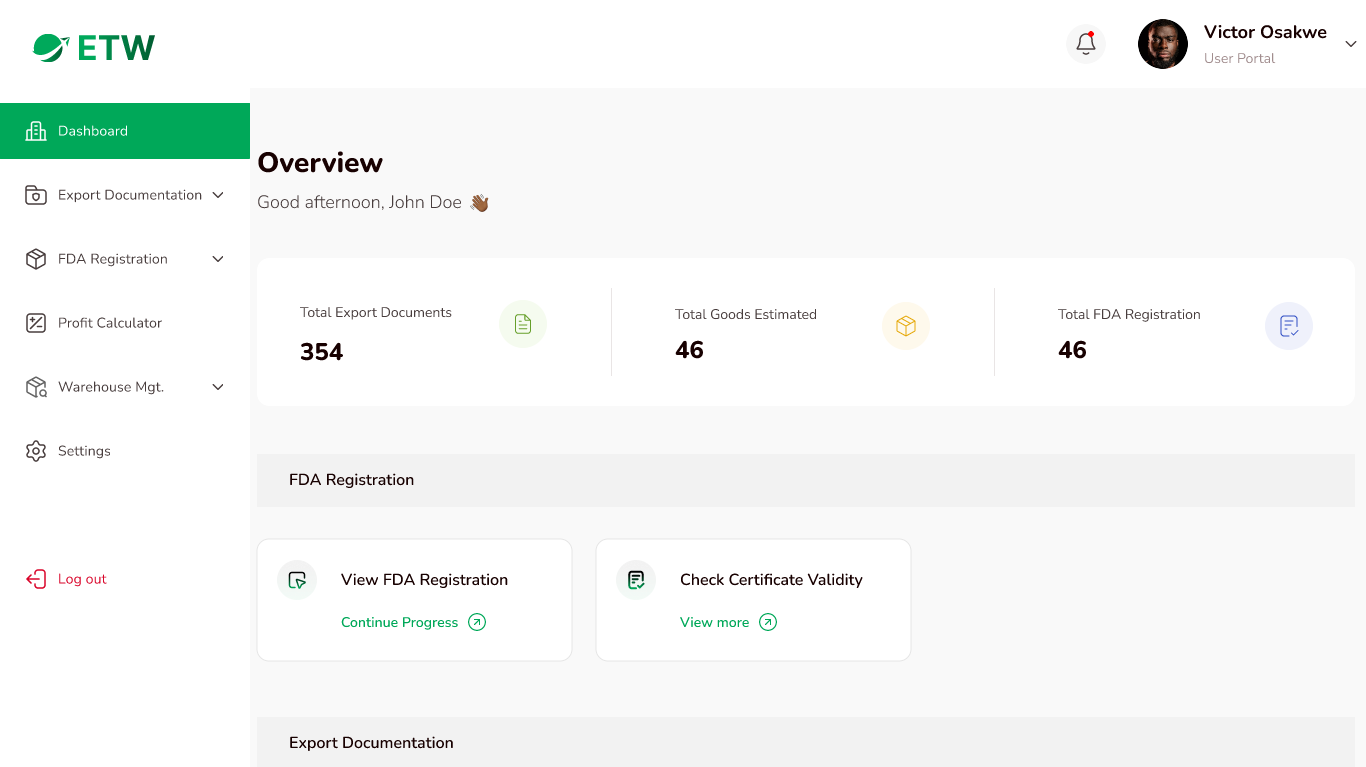 ETW
Victor Osakwe
User Portal
Dashboard
Export Documentation
FDA Registration
Profit Calculator
Warehouse Mgt.
Settings
Log out
Overview
Good afternoon, John Doe 👋🏾
Total Export Documents
354
Total Goods Estimated
46
Total FDA Registration
46
FDA Registration
View FDA Registration
Continue Progress
Check Certificate Validity
View more
Export Documentation